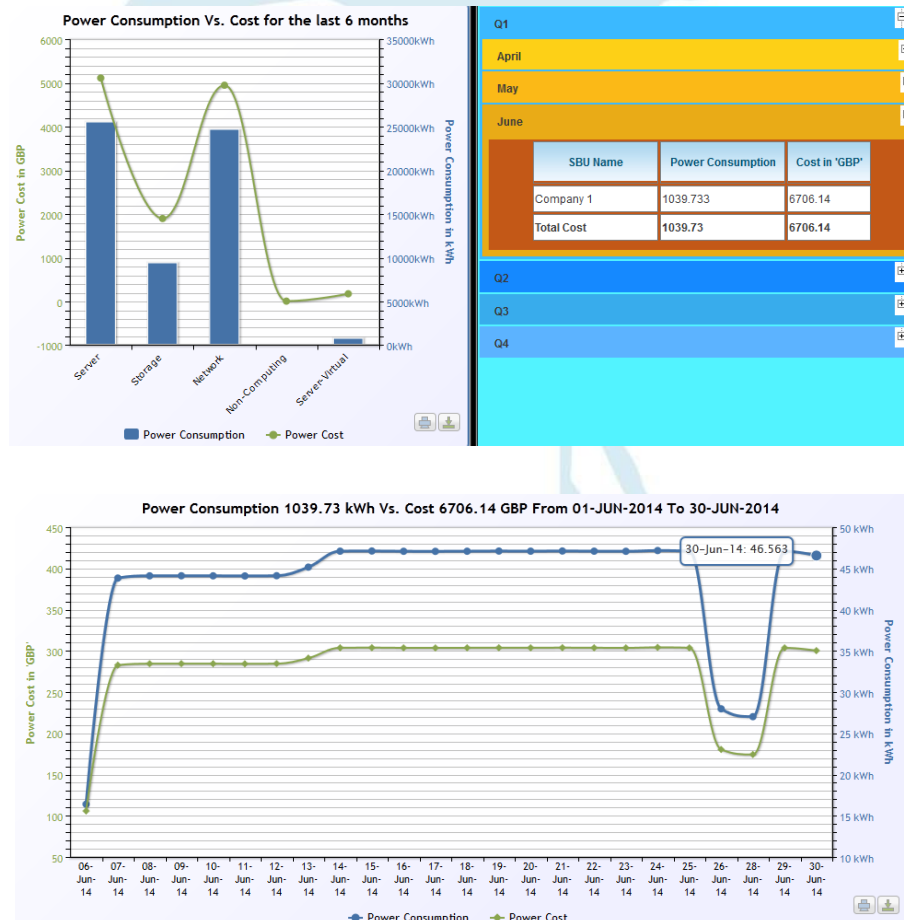 Power Consumption Vs. Cost for the last 6 months
6000
5000
4000
3000
2000
1000
0
-1000
Power Cost in GBP
35000kWh
30000kWh
25000kWh
20000kWh
15000kWh
10000kWh
5000kWh
0kWh
Power Consumption in kWh
Server
Storage
Network
Non-Computing
Server-Virtual
Power Consumption Power Cost
Q1
April
May
June
SBU Name Power Consumption Cost in 'GBP'
Company 1 1039.733 6706.14
Total Cost 1039.73 6706.14
Q2
Q3
Q4
Power Consumption 1039.73 kWh Vs. Cost 6706.14 GBP From 01-JUN-2014 To 30-JUN-2014
450
400
350
300
250
200
150
100
50
Power Cost in 'GBP'
30-Jun-14: 46.563
50 kWh
45 kWh
40 kWh
35 kWh
30 kWh
25 kWh
20 kWh
15 kWh
10 kWh
Power Consumption in kWh
06- 07- 08- 09- 10- 11- 12- 13- 14- 15- 16- 17- 18- 19- 20- 21- 22- 23- 24- 25- 26- 28- 29- 30-
Jun- Jun- Jun- Jun- Jun- Jun- Jun- Jun- Jun- Jun- Jun- Jun- Jun- Jun- Jun- Jun- Jun- Jun- Jun- Jun- Jun- Jun- Jun- Jun-
14 14 14 14 14 14 14 14 14 14 14 14 14 14 14 14 14 14 14 14 14 14 14 14
Power Consumption Power Cost